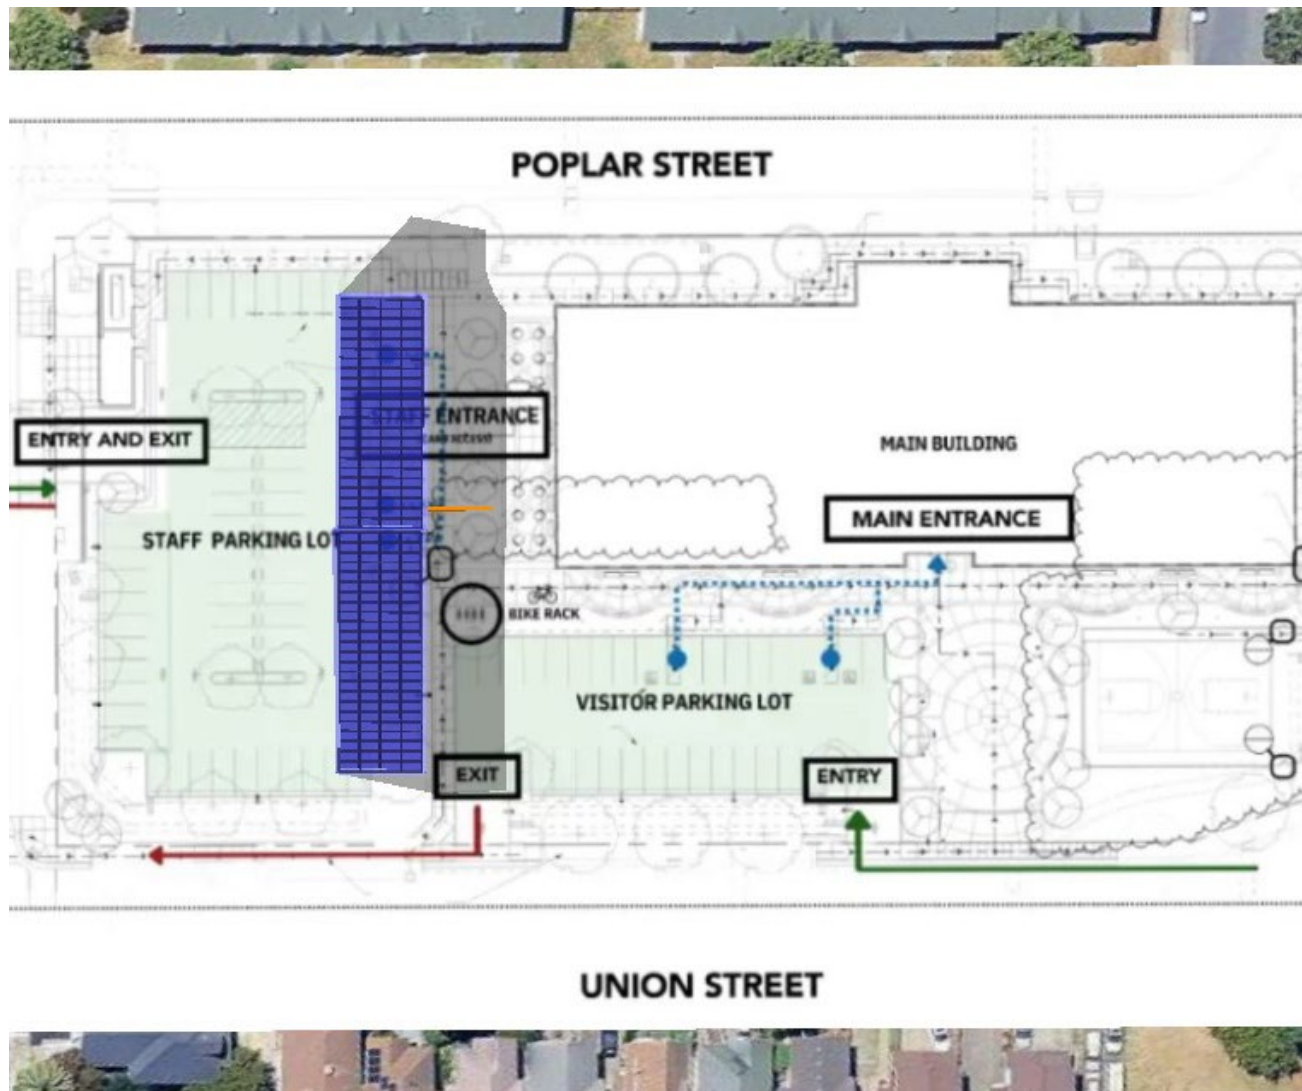 POPLAR STREET
STAFF ENTRANCE
ENTRY AND EXIT
MAIN BUILDING
MAIN ENTRANCE
STAFF PARKING LOT
BIKE RACK
VISITOR PARKING LOT
EXIT
ENTRY
UNION STREET